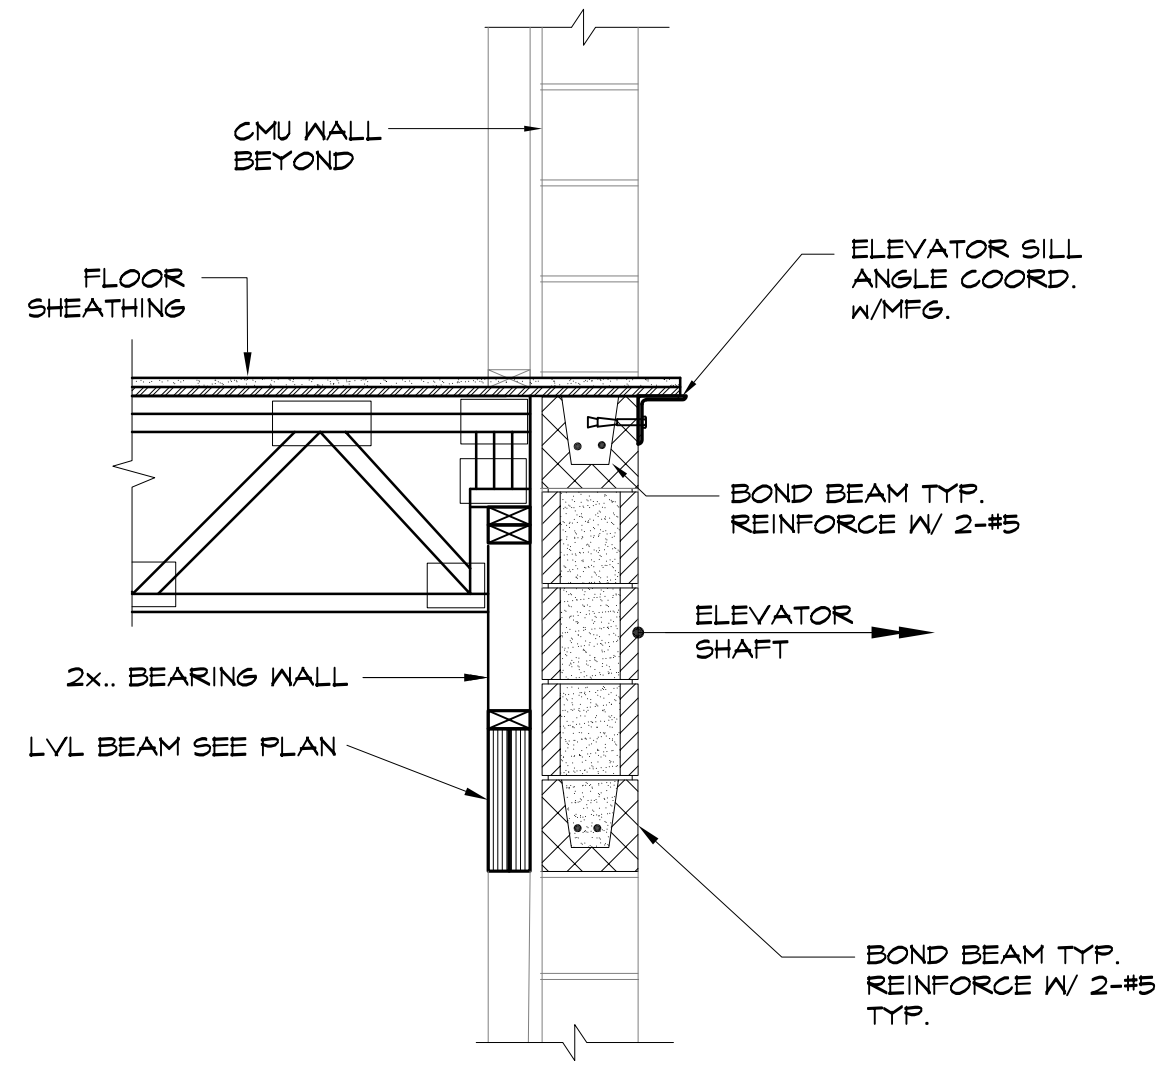 CMU WALL
BEYOND
ELEVATOR SILL
ANGLE COORD.
w/MFG.
FLOOR
SHEATHING
BOND BEAM TYP.
REINFORCE W/ 2-#5
ELEVATOR
SHAFT
2x.. BEARING WALL
LVL BEAM SEE PLAN
BOND BEAM TYP.
REINFORCE W/ 2-#5
TYP.